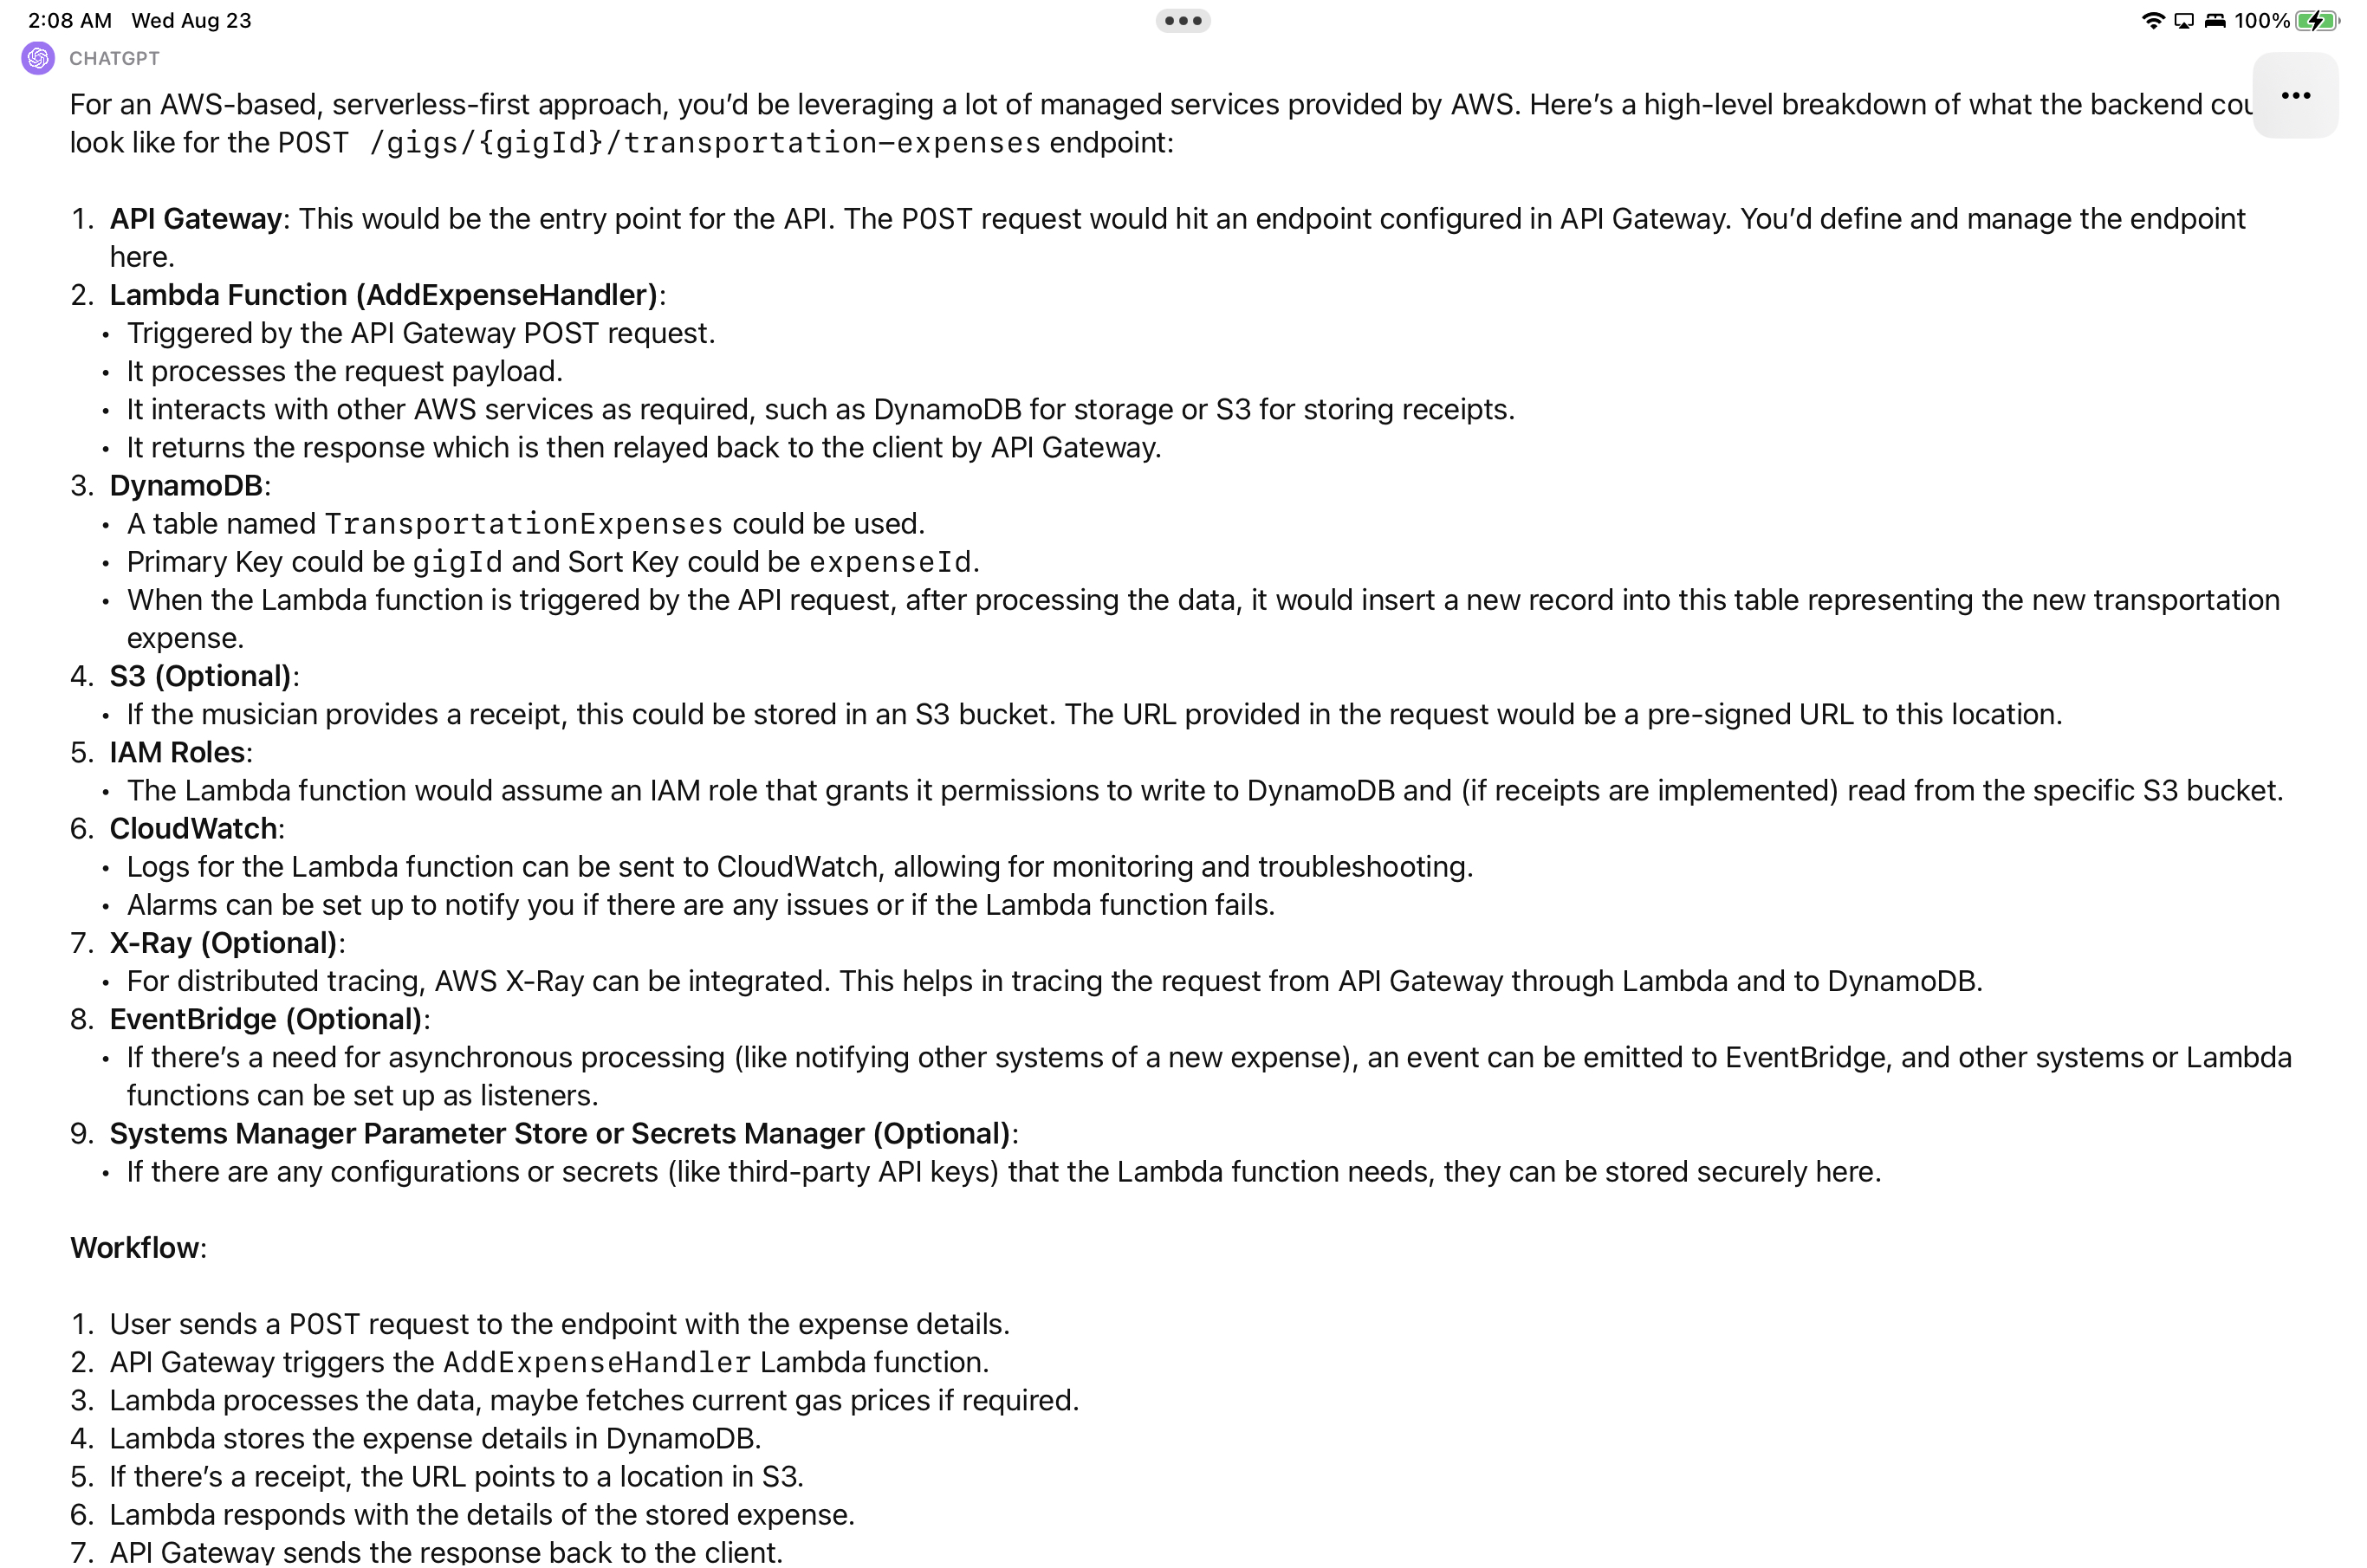 2:08 AM Wed Aug 23
100%
CHATGPT
For an AWS-based, serverless-first approach, you’d be leveraging a lot of managed services provided by AWS. Here’s a high-level breakdown of what the backend cou
look like for the POST /gigs/{gigId}/transportation-expenses endpoint:
1. API Gateway: This would be the entry point for the API. The POST request would hit an endpoint configured in API Gateway. You’d define and manage the endpoint
here.
2. Lambda Function (AddExpenseHandler):
• Triggered by the API Gateway POST request.
• It processes the request payload.
• It interacts with other AWS services as required, such as DynamoDB for storage or S3 for storing receipts.
• It returns the response which is then relayed back to the client by API Gateway.
3. DynamoDB:
• A table named TransportationExpenses could be used.
• Primary Key could be gigId and Sort Key could be expenseId.
• When the Lambda function is triggered by the API request, after processing the data, it would insert a new record into this table representing the new transportation
expense.
4. S3 (Optional):
• If the musician provides a receipt, this could be stored in an S3 bucket. The URL provided in the request would be a pre-signed URL to this location.
5. IAM Roles:
• The Lambda function would assume an IAM role that grants it permissions to write to DynamoDB and (if receipts are implemented) read from the specific S3 bucket.
6. CloudWatch:
• Logs for the Lambda function can be sent to CloudWatch, allowing for monitoring and troubleshooting.
• Alarms can be set up to notify you if there are any issues or if the Lambda function fails.
7. X-Ray (Optional):
• For distributed tracing, AWS X-Ray can be integrated. This helps in tracing the request from API Gateway through Lambda and to DynamoDB.
8. EventBridge (Optional):
• If there’s a need for asynchronous processing (like notifying other systems of a new expense), an event can be emitted to EventBridge, and other systems or Lambda
functions can be set up as listeners.
9. Systems Manager Parameter Store or Secrets Manager (Optional):
• If there are any configurations or secrets (like third-party API keys) that the Lambda function needs, they can be stored securely here.
Workflow:
1. User sends a POST request to the endpoint with the expense details.
2. API Gateway triggers the AddExpenseHandler Lambda function.
3. Lambda processes the data, maybe fetches current gas prices if required.
4. Lambda stores the expense details in DynamoDB.
5. If there’s a receipt, the URL points to a location in S3.
6. Lambda responds with the details of the stored expense.
7. API Gateway sends the response back to the client.